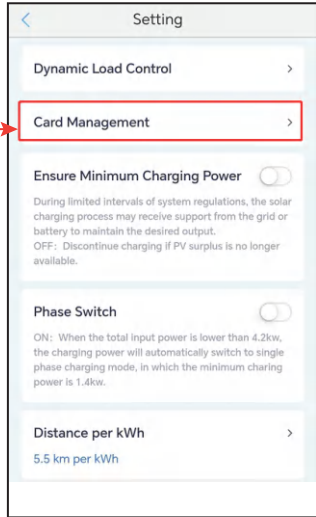 Setting
Dynamic Load Control
Card Management
Ensure Minimum Charging Power
During limited intervals of system regulations, the solar
charging process may receive support from the grid or
battery to maintain the desired output.
OFF: Discontinue charging if PV surplus is no longer
available.
Phase Switch
ON: When the total input power is lower than 4.2kw,
the charging power will automatically switch to single
phase charging mode, in which the minimum charing
power is 1.4kw.
Distance per kWh
5.5 km per kWh